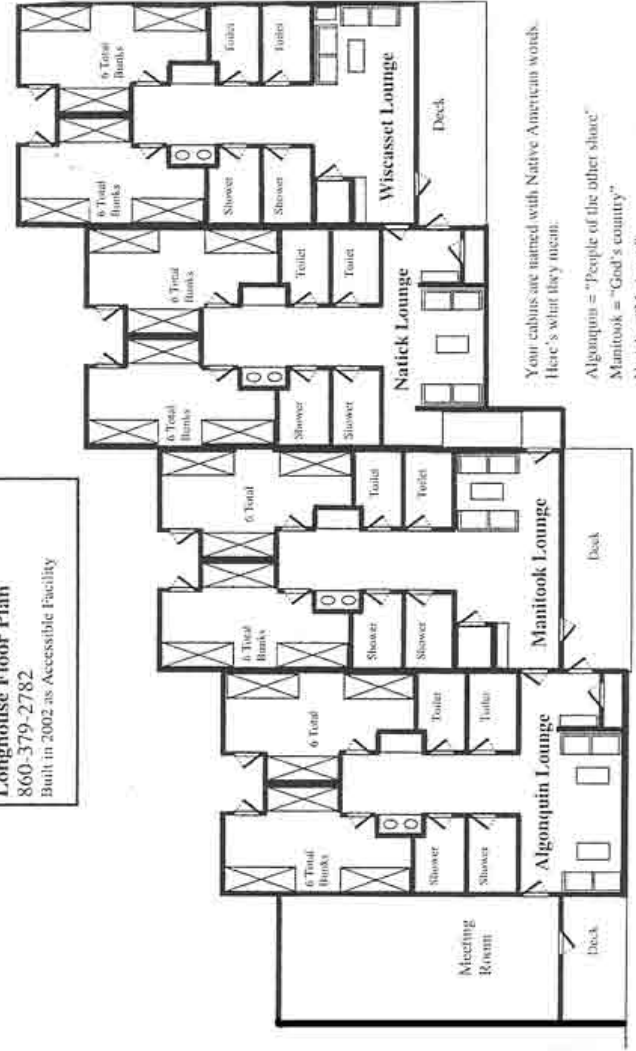 Longhouse Floor Plan
860-379-2782
Built in 2002 as Accessible Facility
6 Total
Bunks
6 Total
Bunks
Toilet
Toilet
Shower
Shower
Wiscasset Lounge
Deck
6 Total
Bunks
6 Total
Bunks
Toilet
Toilet
Shower
Shower
Natick Lounge
6 Total
6 Total
Bunks
Toilet
Toilet
Shower
Shower
Manitook Lounge
Deck
6 Total
6 Total
Bunks
Toilet
Toilet
Shower
Shower
Algonquin Lounge
Meeting
Room
Deck
Your cabins are named with Native American words.
Here's what they mean:
Algonquin = "People of the other shore"
Manitook = "God's country"